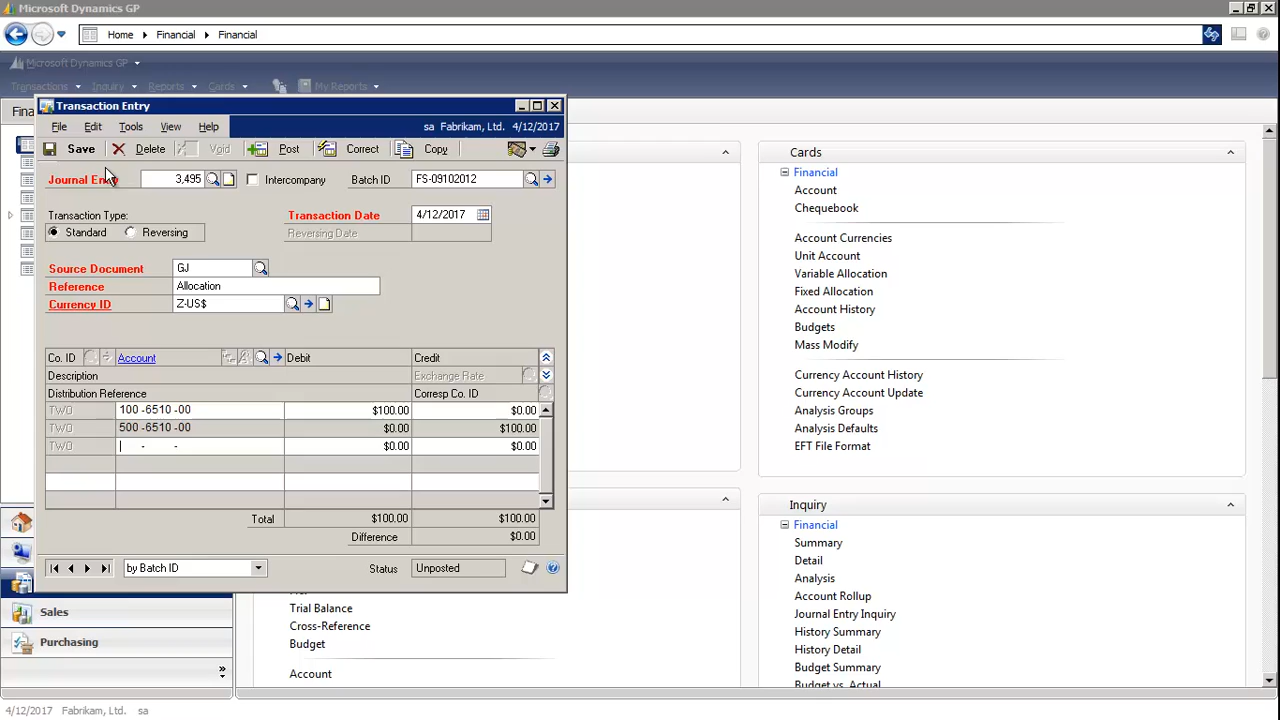 Microsoft Dynamics GP
Home Financial Financial
Microsoft Dynamics GP
Transactions Inquiry Reports Cards My Reports
Fina
Transaction Entry
File Edit Tools View Help sa Fabrikam, Ltd. 4/12/2017
Save Delete Void Post Correct Copy
Journal Ent 3,495 Intercompany Batch ID FS-09102012
Transaction Type: Transaction Date 4/12/2017
Standard Reversing Reversing Date
Source Document GJ
Reference Allocation
Currency ID Z-US$
Co. ID Account Debit Credit
Description Exchange Rate
Distribution Reference Corresp Co. ID
TWO 100 -6510 -00 $100.00 $0.00
TWO 500 -6510 -00 $0.00 $100.00
TWO - - $0.00 $0.00
Total $100.00 $100.00
Difference $0.00
by Batch ID Status Unposted
Sales
Purchasing
Trial Balance
Cross-Reference
Budget
Account
Cards
Financial
Account
Chequebook
Account Currencies
Unit Account
Variable Allocation
Fixed Allocation
Account History
Budgets
Mass Modify
Currency Account History
Currency Account Update
Analysis Groups
Analysis Defaults
EFT File Format
Inquiry
Financial
Summary
Detail
Analysis
Account Rollup
Journal Entry Inquiry
History Summary
History Detail
Budget Summary
Budget vs. Actual
4/12/2017 Fabrikam, Ltd. sa